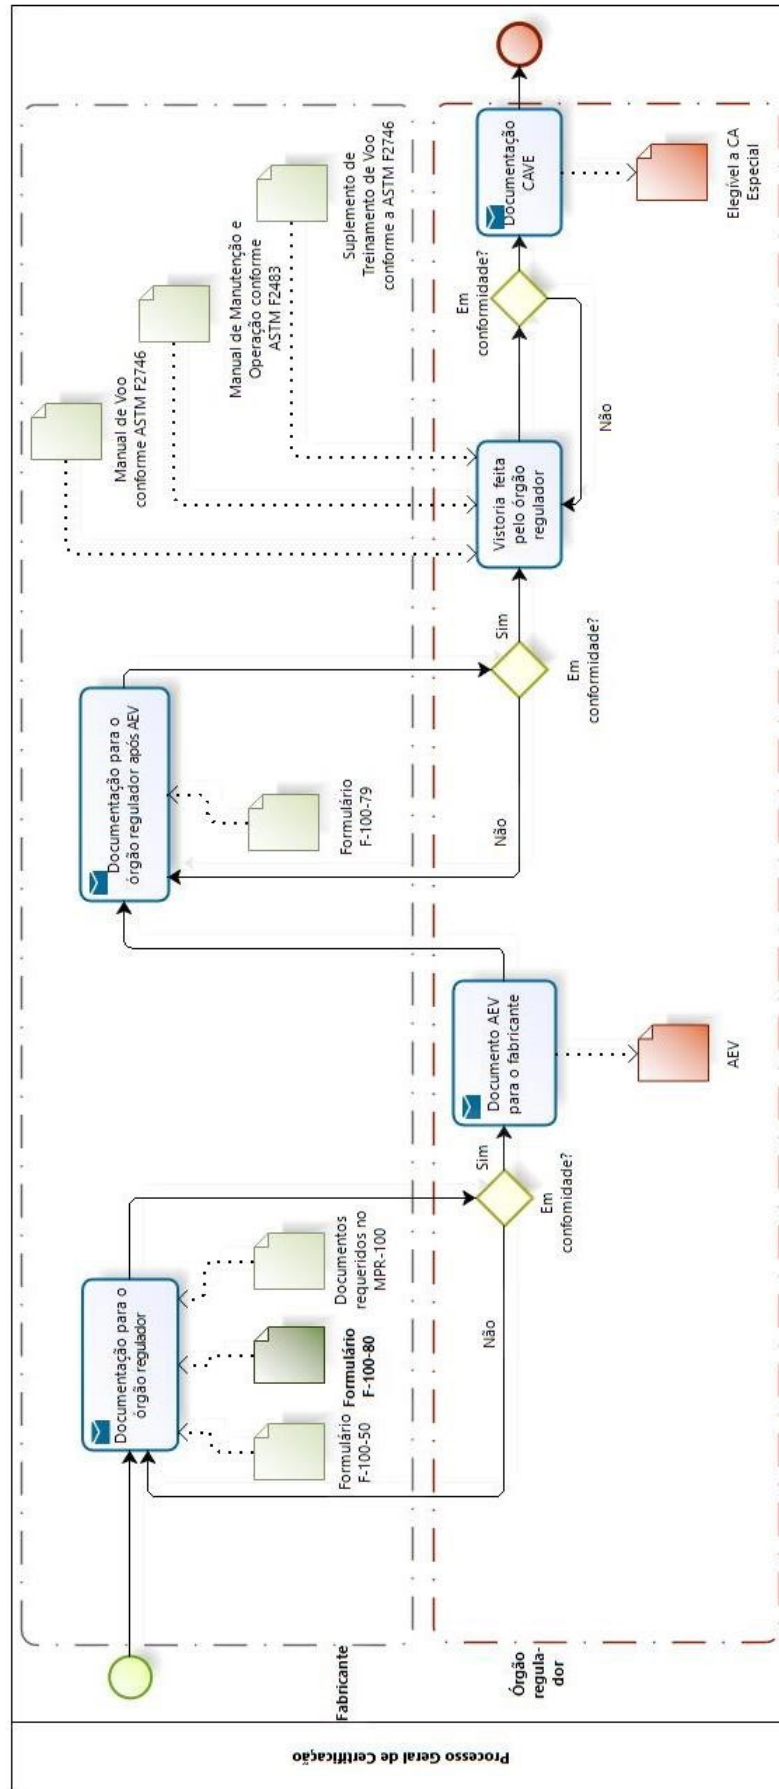 Processo Geral de Certificação
Fabricante
Documentação para o
órgão regulador
Formulário
F-100-50
Formulário
F-100-80
Documentos
requeridos no
MPR-100
Documentação para o
órgão regulador após AEV
Formulário
F-100-79
Manual de Voo
conforme ASTM F2746
Manual de Manutenção e
Operação conforme
ASTM F2483
Suplemento de
Treinamento de Voo
conforme a ASTM F2746
Órgão
regula-
dor
Não
Em
confomidade?
Sim
Documento AEV
para o fabricante
AEV
Não
Em
conformidade?
Sim
Vistoria feita
pelo órgão
regulador
Não
Em
conformidade?
Documentação
CAVE
Elegível a CA
Especial